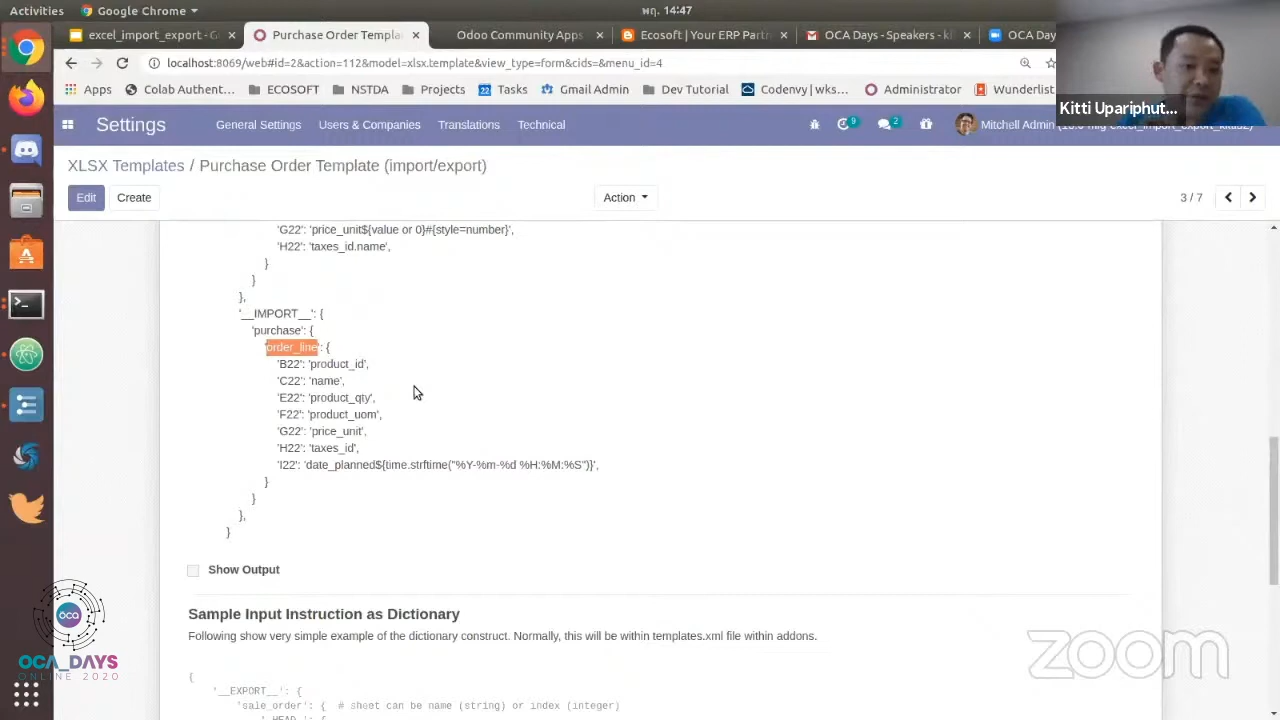 Activities
Google Chrome
พฤ. 14:47
excel_import_export - G
Purchase Order Templa
Odoo Community Apps
Ecosoft | Your ERP Partn
OCA Days - Speakers - k
OCA Day
localhost:8069/web#id=2&action=112&model=xlsx.template&view_type=form&cids=&menu_id=4
Apps
Colab Authent...
ECOSOFT
NSTDA
Projects
Tasks
Gmail Admin
Dev Tutorial
Codenvy | wks...
Administrator
Wunderlist
Kitti Upariphut...
Settings
General Settings
Users & Companies
Translations
Technical
9
2
Mitchell Admin
XLSX Templates / Purchase Order Template (import/export)
Edit
Create
Action
3 / 7
'G22': 'price_unit${value or 0}#{style=number}',
'H22': 'taxes_id.name',
}
}
},
'__IMPORT__': {
'purchase': {
'order_line': {
'B22': 'product_id',
'C22': 'name',
'E22': 'product_qty',
'F22': 'product_uom',
'G22': 'price_unit',
'H22': 'taxes_id',
'I22': 'date_planned${time.strftime("%Y-%m-%d %H:%M:%S")}',
}
}
},
}
Show Output
Sample Input Instruction as Dictionary
Following show very simple example of the dictionary construct. Normally, this will be within templates.xml file within addons.
{
'__EXPORT__': {
'sale_order': { # sheet can be name (string) or index (integer)
'_HEAD_': {
oca
OCA_DAYS
ONLINE 2020
zoom